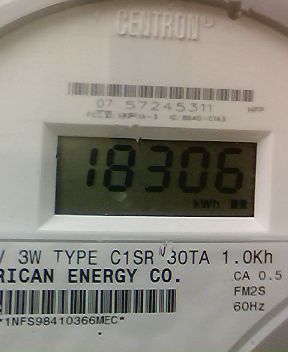 CENTRON
07 57245311
18306
kWh
V 3W TYPE C1SR 30TA 1.0Kh
RICAN ENERGY CO. CA 0.5
FM2S
60Hz
*1NFS98410366MEC*